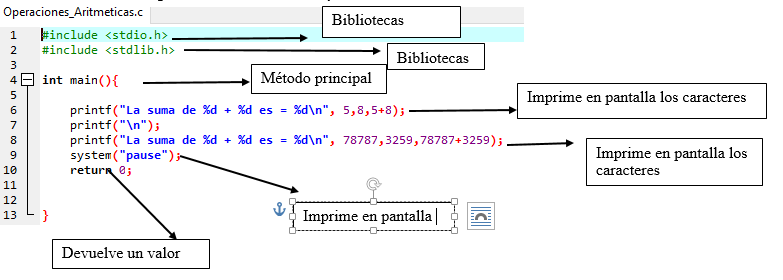 Operaciones_Aritmeticas.c
Bibliotecas
1 #include <stdio.h>
2 #include <stdlib.h>
Bibliotecas
3
4 int main(){
Método principal
5
6 printf("La suma de %d + %d es = %d\n", 5,8,5+8);
Imprime en pantalla los caracteres
7 printf("\n");
8 printf("La suma de %d + %d es = %d\n", 78787,3259,78787+3259);
Imprime en pantalla los
caracteres
9 system("pause");
10 return 0;
11
12
13 }
Imprime en pantalla
Devuelve un valor